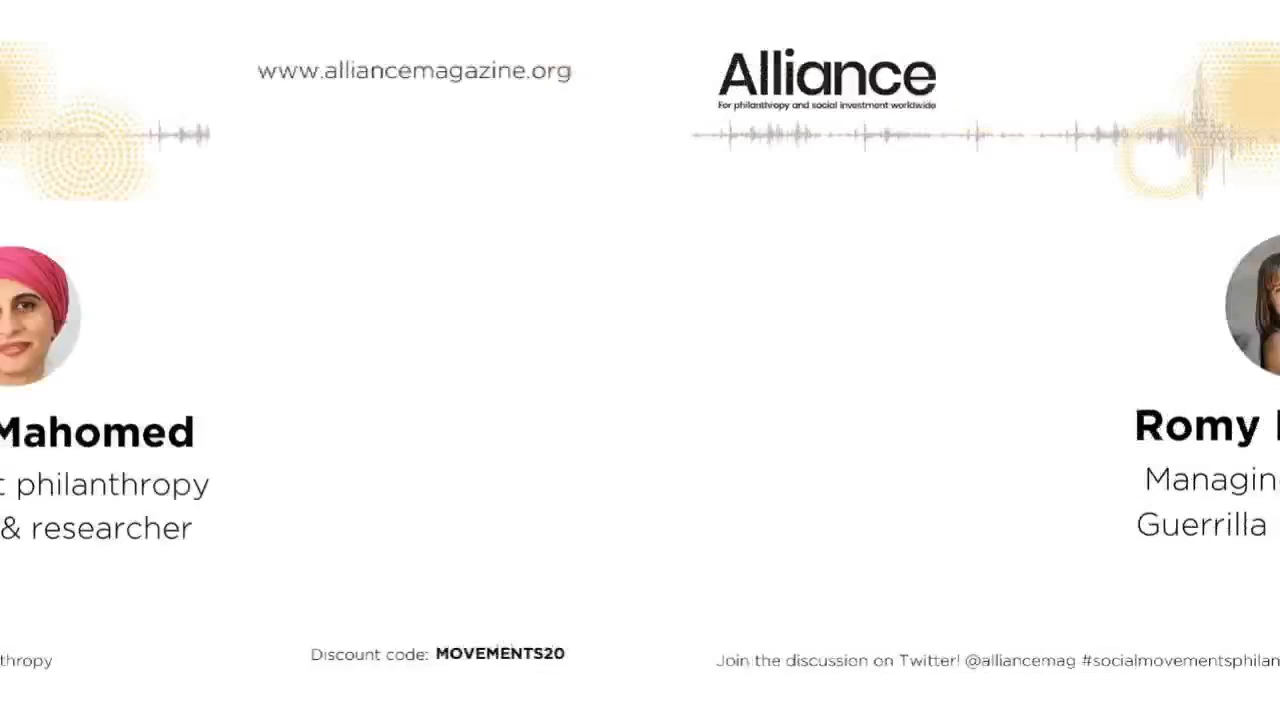 www.alliancemagazine.org
Mahomed
philanthropy
& researcher
thropy
Discount code: MOVEMENTS20
Alliance
For philanthropy and social investment worldwide
Romy
Managing
Guerrilla
Join the discussion on Twitter! @alliancemag #socialmovementsphilan